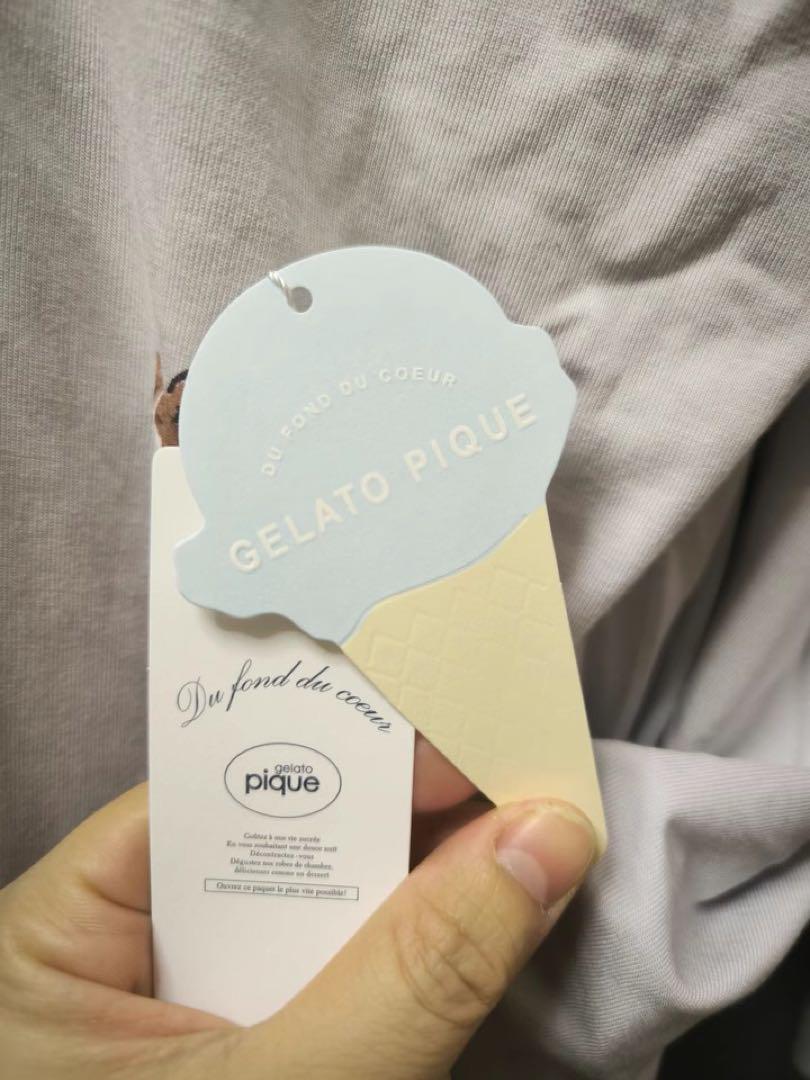 DU FOND DU COEUR
GELATO PIQUE
Du fond du coeur
gelato
pique
Goûtez à une vie sucrée
En vous souhaitant une douce nuit
Décontractez-vous
Dégustez nos robes de chambre,
délicieuses comme un dessert
Ouvrez ce paquet le plus vite possible!